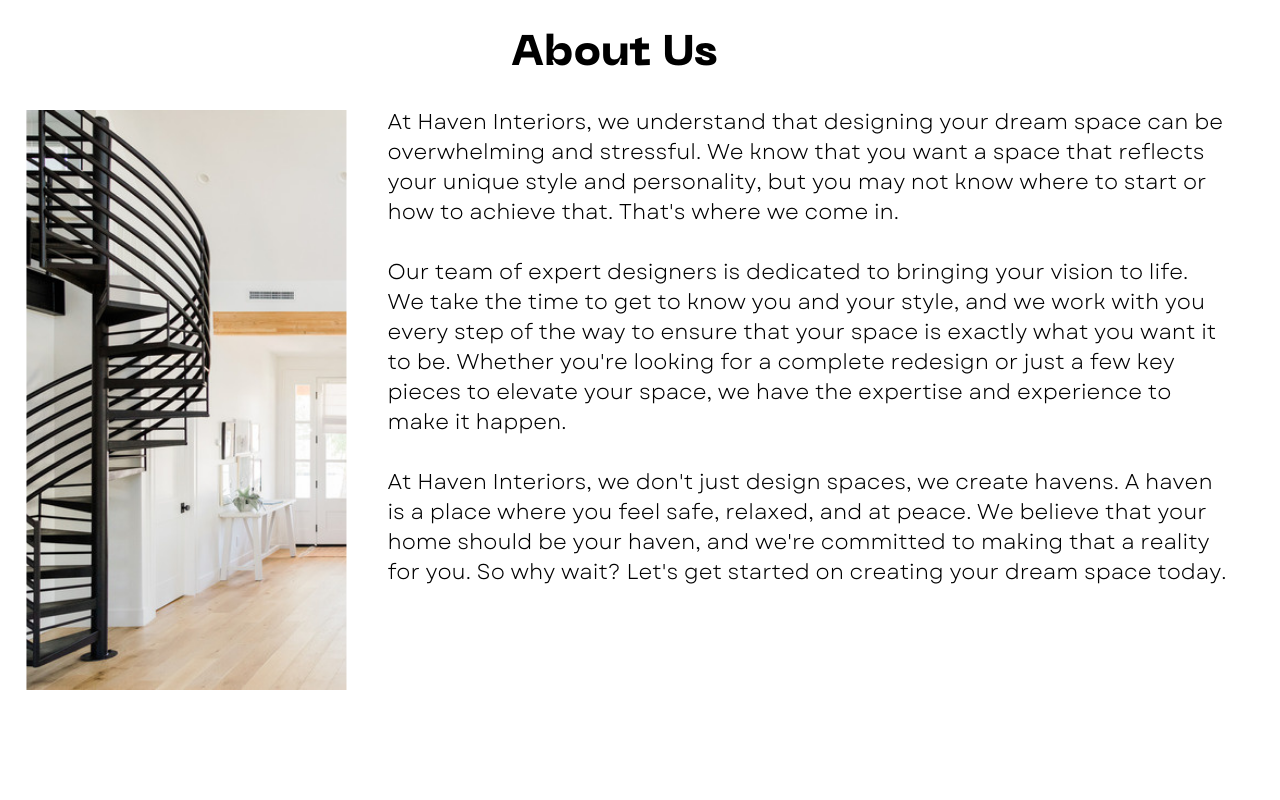 About Us
At Haven Interiors, we understand that designing your dream space can be
overwhelming and stressful. We know that you want a space that reflects
your unique style and personality, but you may not know where to start or
how to achieve that. That's where we come in.
Our team of expert designers is dedicated to bringing your vision to life.
We take the time to get to know you and your style, and we work with you
every step of the way to ensure that your space is exactly what you want it
to be. Whether you're looking for a complete redesign or just a few key
pieces to elevate your space, we have the expertise and experience to
make it happen.
At Haven Interiors, we don't just design spaces, we create havens. A haven
is a place where you feel safe, relaxed, and at peace. We believe that your
home should be your haven, and we're committed to making that a reality
for you. So why wait? Let's get started on creating your dream space today.